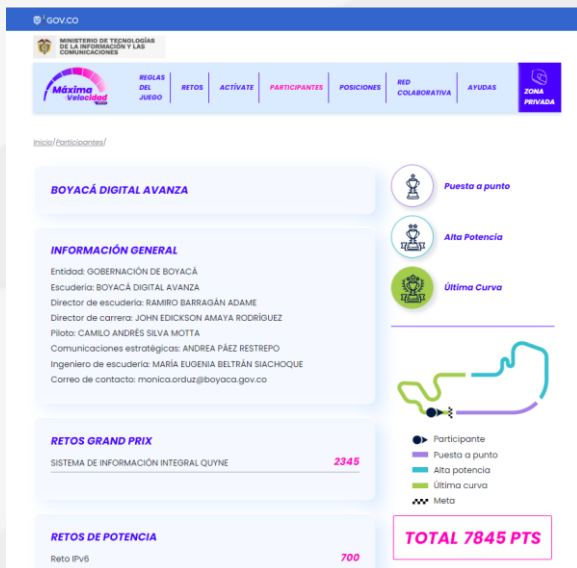 GOV.CO
MINISTERIO DE TECNOLOGÍAS
DE LA INFORMACIÓN Y LAS
COMUNICACIONES
Máxima
Velocidad
REGLAS
DEL
JUEGO
RETOS
ACTÍVATE
PARTICIPANTES
POSICIONES
RED
COLABORATIVA
AYUDAS
ZONA
PRIVADA
Inicio/Participantes/
BOYACÁ DIGITAL AVANZA
INFORMACIÓN GENERAL
Entidad: GOBERNACIÓN DE BOYACÁ
Escudería: BOYACÁ DIGITAL AVANZA
Director de escudería: RAMIRO BARRAGÁN ADAME
Director de carrera: JOHN EDICKSON AMAYA RODRÍGUEZ
Piloto: CAMILO ANDRÉS SILVA MOTTA
Comunicaciones estratégicas: ANDREA PÁEZ RESTREPO
Ingeniero de escudería: MARÍA EUGENIA BELTRÁN SIACHOQUE
Correo de contacto: monica.orduz@boyaca.gov.co
RETOS GRAND PRIX
SISTEMA DE INFORMACIÓN INTEGRAL QUYNE 2345
RETOS DE POTENCIA
Reto IPv6 700
Puesta a punto
Alta Potencia
Última Curva
Participante
Puesta a punto
Alta potencia
Última curva
Meta
TOTAL 7845 PTS